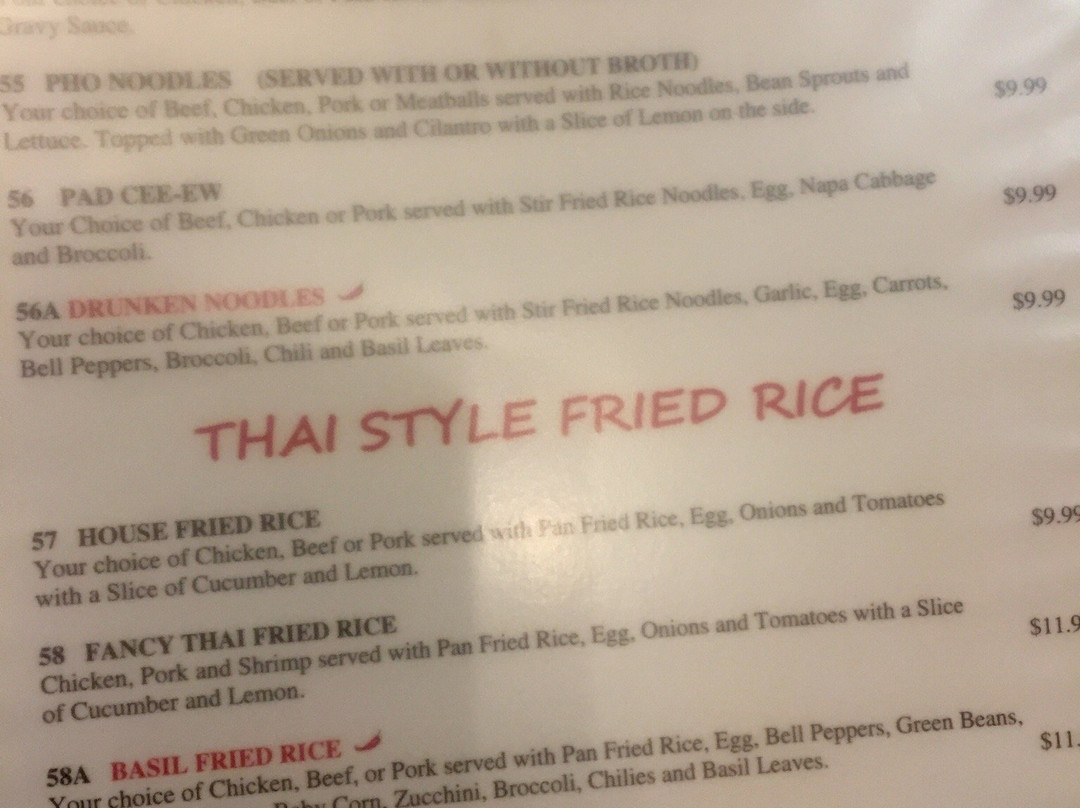 Gravy Sauce.
55 PHO NOODLES (SERVED WITH OR WITHOUT BROTH)
Your choice of Beef, Chicken, Pork or Meatballs served with Rice Noodles, Bean Sprouts and $9.99
Lettuce. Topped with Green Onions and Cilantro with a Slice of Lemon on the side.
56 PAD CEE-EW
Your Choice of Beef, Chicken or Pork served with Stir Fried Rice Noodles, Egg, Napa Cabbage $9.99
and Broccoli.
56A DRUNKEN NOODLES
Your choice of Chicken, Beef or Pork served with Stir Fried Rice Noodles, Garlic, Egg, Carrots, $9.99
Bell Peppers, Broccoli, Chili and Basil Leaves.
THAI STYLE FRIED RICE
57 HOUSE FRIED RICE
Your choice of Chicken, Beef or Pork served with Pan Fried Rice, Egg, Onions and Tomatoes $9.99
with a Slice of Cucumber and Lemon.
58 FANCY THAI FRIED RICE
Chicken, Pork and Shrimp served with Pan Fried Rice, Egg, Onions and Tomatoes with a Slice $11.9
of Cucumber and Lemon.
58A BASIL FRIED RICE
Your choice of Chicken, Beef, or Pork served with Pan Fried Rice, Egg, Bell Peppers, Green Beans, $11.
Baby Corn, Zucchini, Broccoli, Chilies and Basil Leaves.